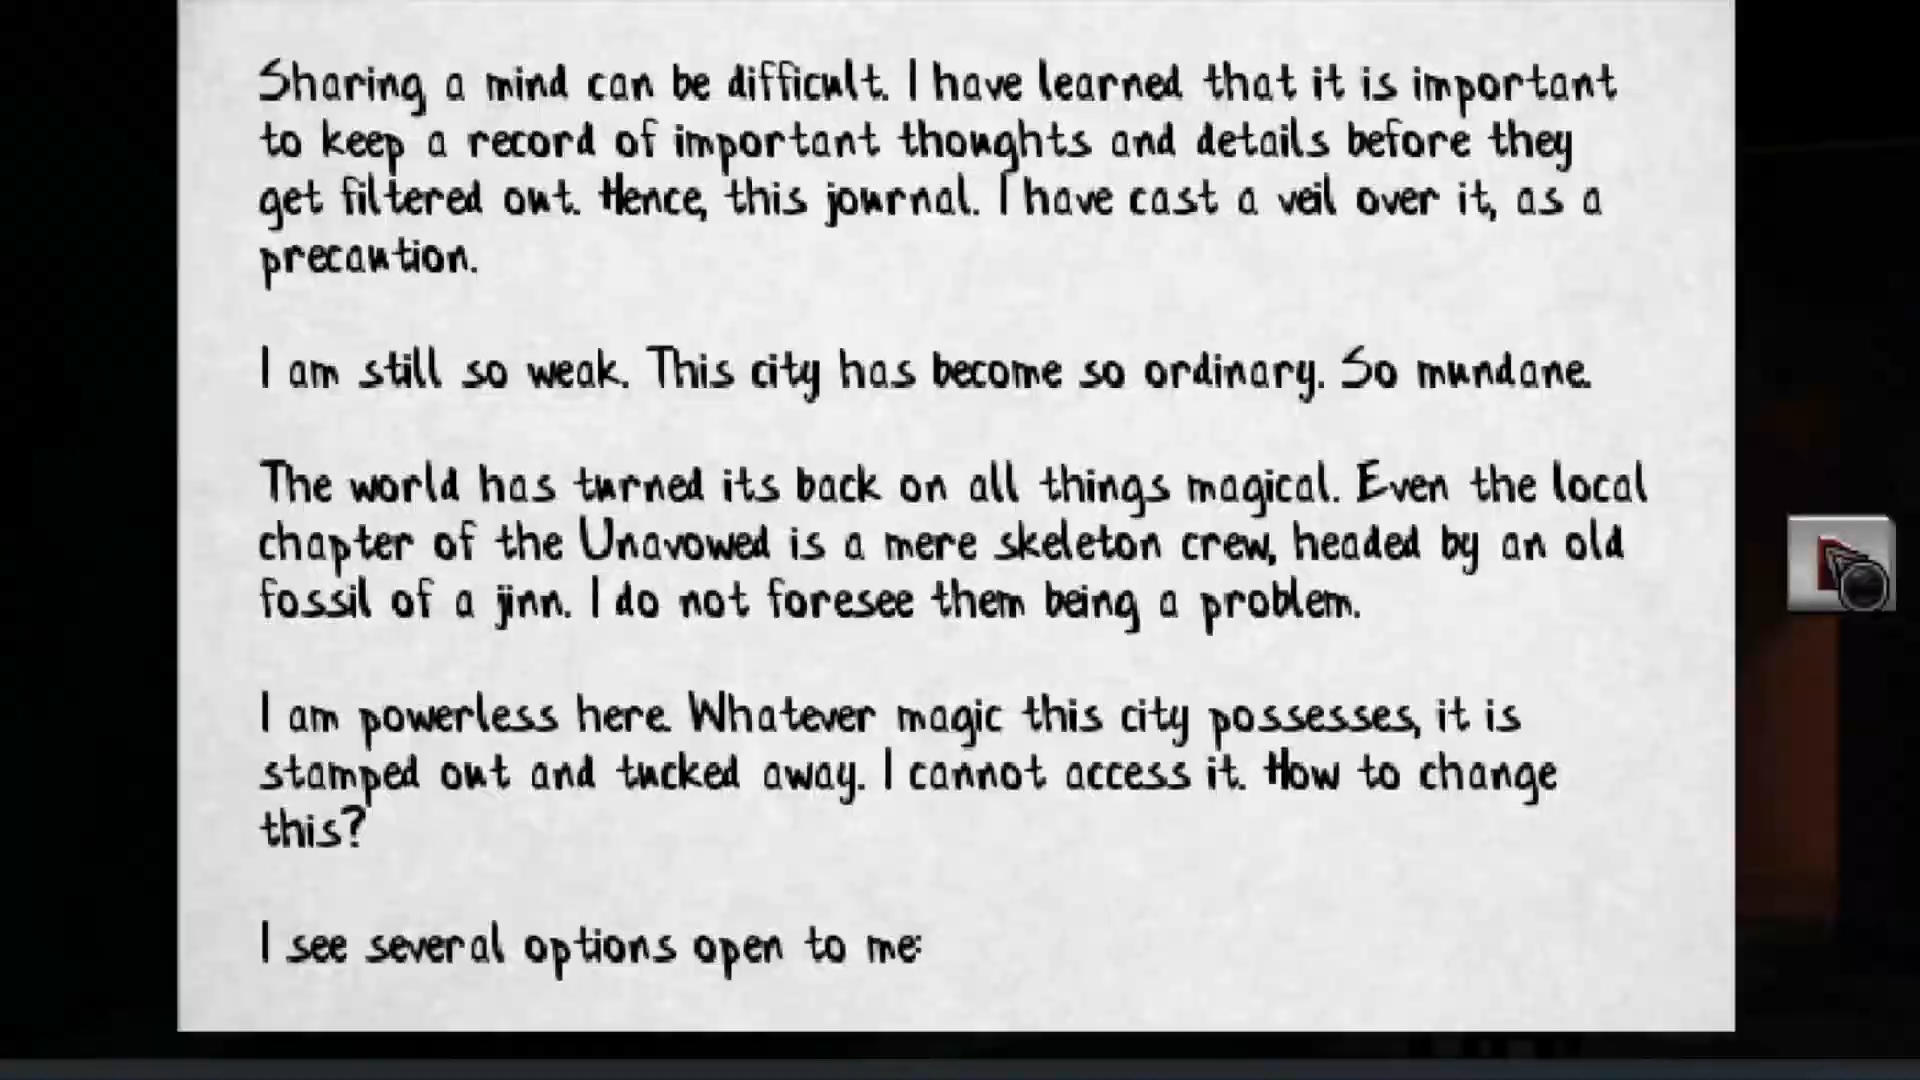 Sharing a mind can be difficult. I have learned that it is important
to keep a record of important thoughts and details before they
get filtered out. Hence, this journal. I have cast a veil over it, as a
precaution.
I am still so weak. This city has become so ordinary. So mundane.
The world has turned its back on all things magical. Even the local
chapter of the Unavowed is a mere skeleton crew, headed by an old
fossil of a jinn. I do not foresee them being a problem.
I am powerless here. Whatever magic this city possesses, it is
stamped out and tucked away. I cannot access it. How to change
this?
I see several options open to me: